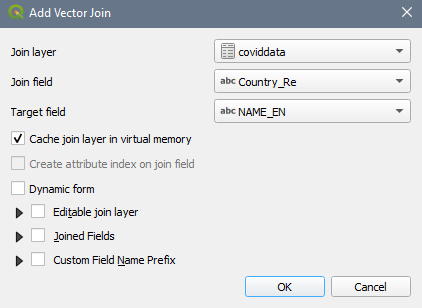 Add Vector Join
Join layer coviddata
Join field abc Country_Re
Target field abc NAME_EN
Cache join layer in virtual memory
Create attribute index on join field
Dynamic form
Editable join layer
Joined Fields
Custom Field Name Prefix
OK Cancel